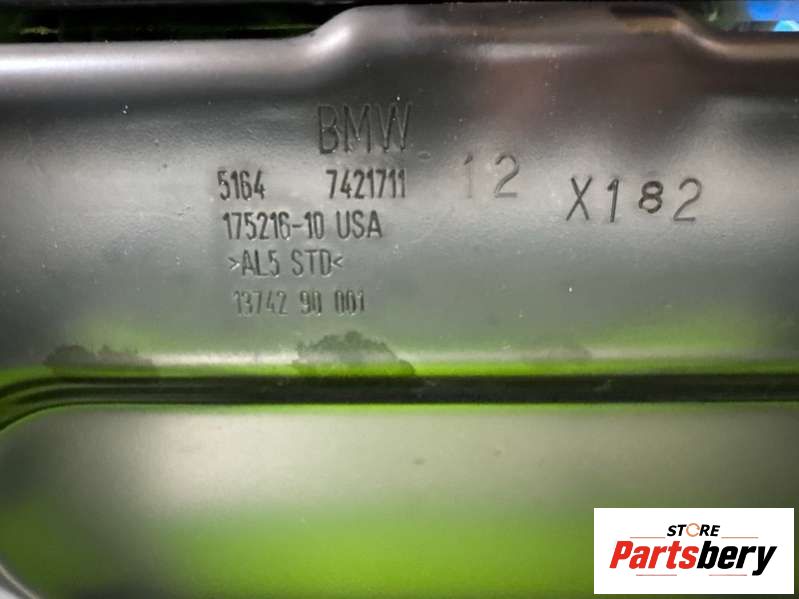 BMW
5164 7421711 12 X182
175216-10 USA
>AL5 STD<
13742 90 001
STORE
Partsbery